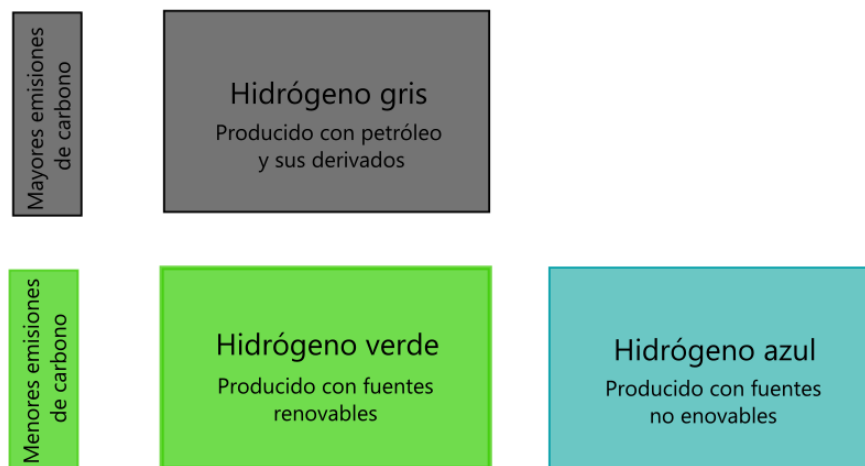 Mayores emisiones
de carbono
Hidrógeno gris
Producido con petróleo
y sus derivados
Menores emisiones
de carbono
Hidrógeno verde
Producido con fuentes
renovables
Hidrógeno azul
Producido con fuentes
no enovables